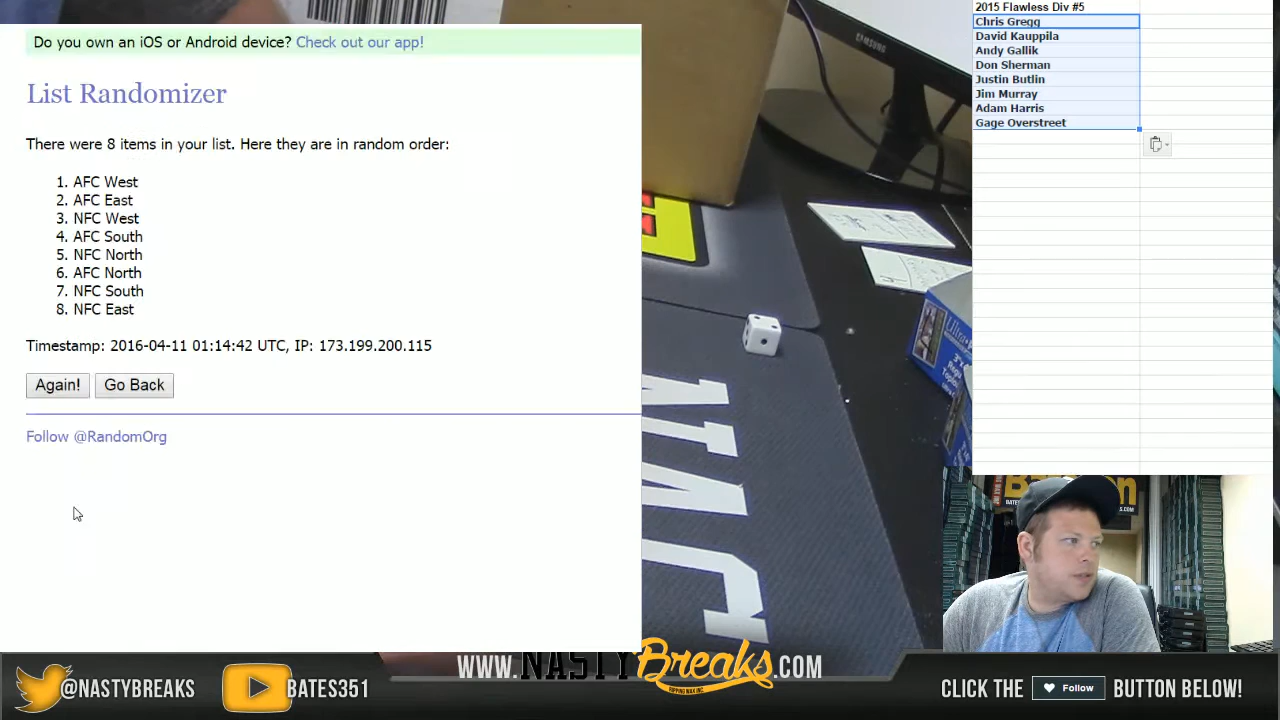 Do you own an iOS or Android device? Check out our app!
List Randomizer
There were 8 items in your list. Here they are in random order:
1. AFC West
2. AFC East
3. NFC West
4. AFC South
5. NFC North
6. AFC North
7. NFC South
8. NFC East
Timestamp: 2016-04-11 01:14:42 UTC, IP: 173.199.200.115
Again! Go Back
Follow @RandomOrg
2015 Flawless Div #5
Chris Gregg
David Kauppila
Andy Gallik
Don Sherman
Justin Butlin
Jim Murray
Adam Harris
Gage Overstreet
SAMSUNG
@NASTYBREAKS
BATES351
WWW.NASTYBreaks.COM
RIPPING WAX INC.
CLICK THE Follow BUTTON BELOW!